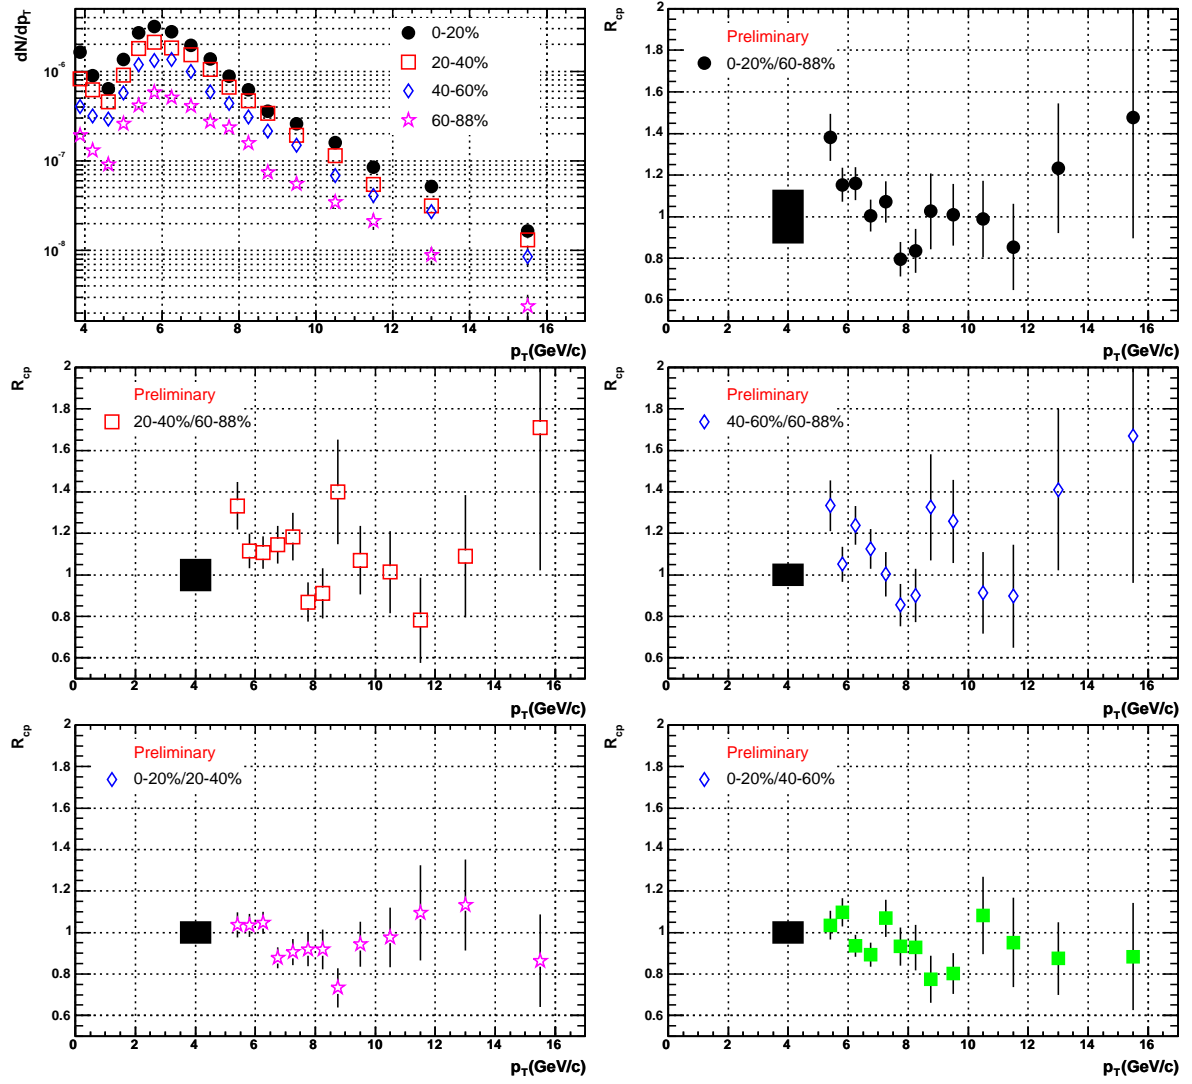 dN/dp_T
0-20%
20-40%
40-60%
60-88%
10^-6
10^-7
10^-8
4 6 8 10 12 14 16
p_T(GeV/c)
R_cp
2
1.8
1.6
1.4
1.2
1
0.8
0.6
Preliminary
0-20%/60-88%
0 2 4 6 8 10 12 14 16
p_T(GeV/c)
R_cp
2
1.8
1.6
1.4
1.2
1
0.8
0.6
Preliminary
20-40%/60-88%
0 2 4 6 8 10 12 14 16
p_T(GeV/c)
R_cp
2
1.8
1.6
1.4
1.2
1
0.8
0.6
Preliminary
40-60%/60-88%
0 2 4 6 8 10 12 14 16
p_T(GeV/c)
R_cp
2
1.8
1.6
1.4
1.2
1
0.8
0.6
Preliminary
0-20%/20-40%
0 2 4 6 8 10 12 14 16
p_T(GeV/c)
R_cp
2
1.8
1.6
1.4
1.2
1
0.8
0.6
Preliminary
0-20%/40-60%
0 2 4 6 8 10 12 14 16
p_T(GeV/c)